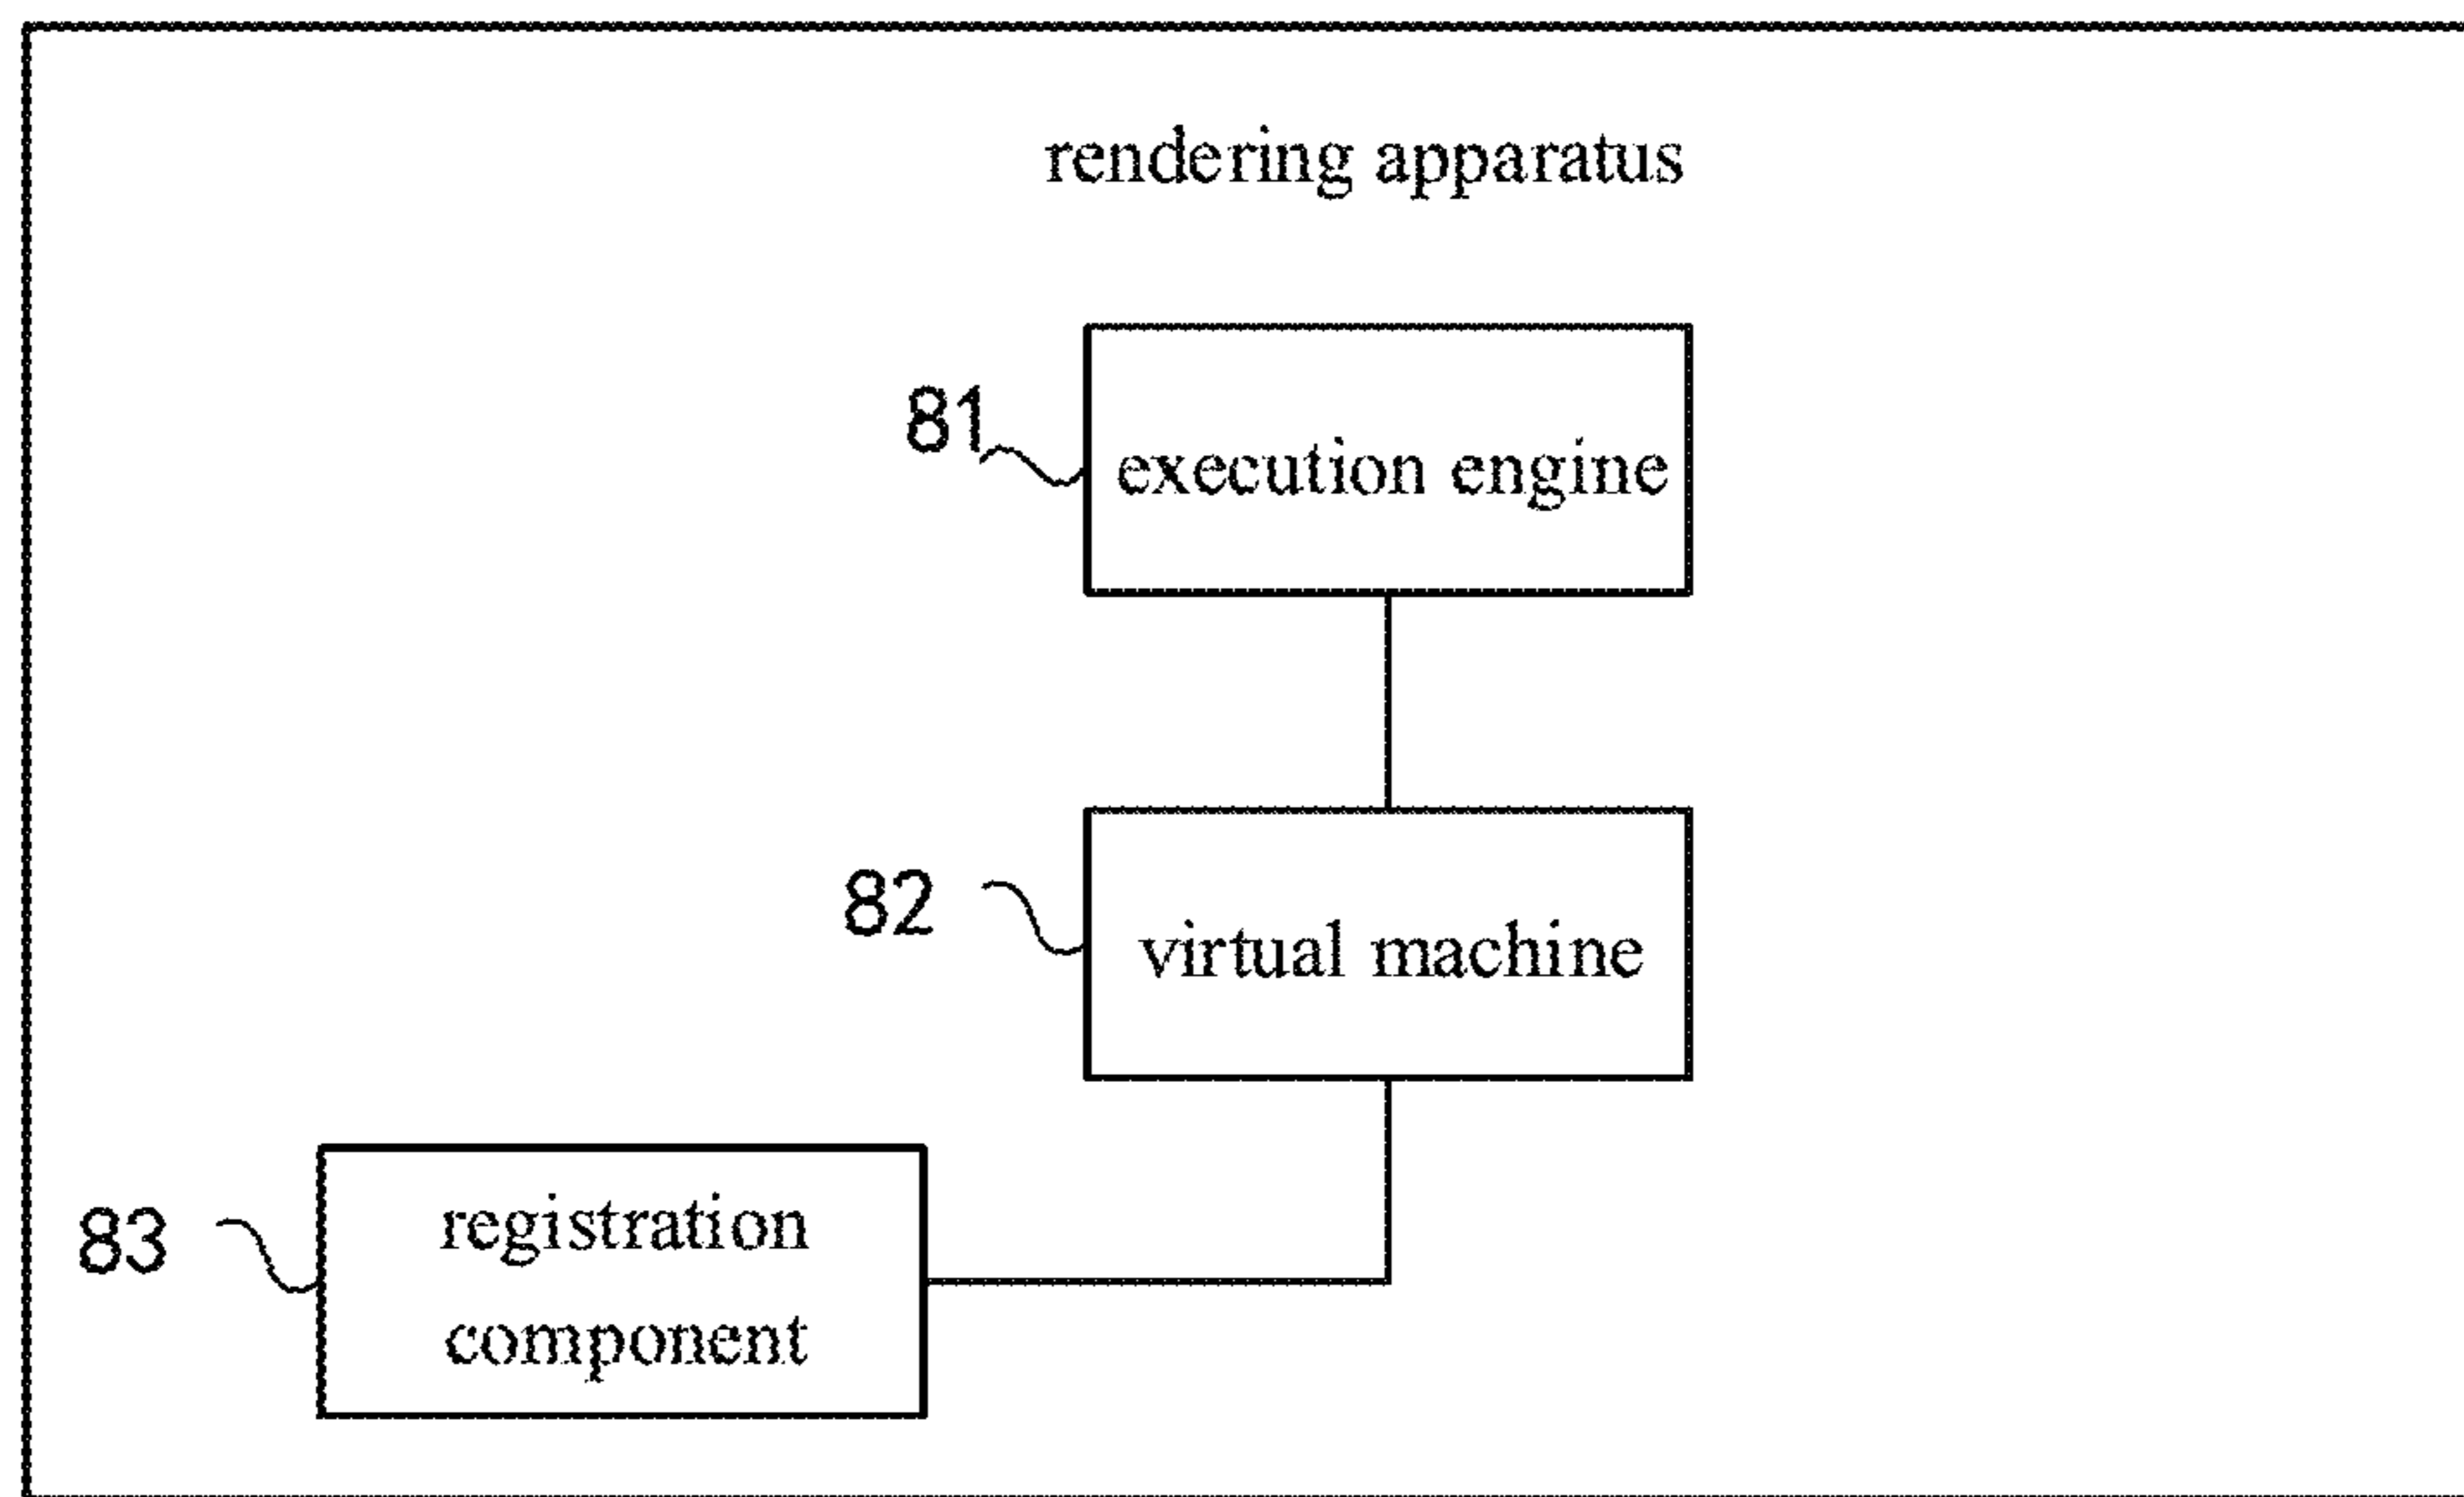 rendering apparatus
81
execution engine
82
virtual machine
83
registration
component